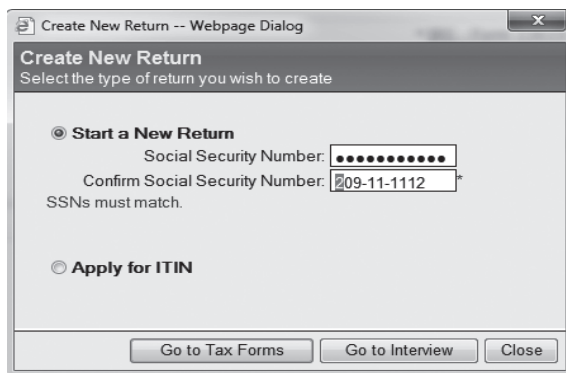 Create New Return -- Webpage Dialog
Create New Return
Select the type of return you wish to create
Start a New Return
Social Security Number:
Confirm Social Security Number: 209-11-1112 *
SSNs must match.
Apply for ITIN
Go to Tax Forms Go to Interview Close